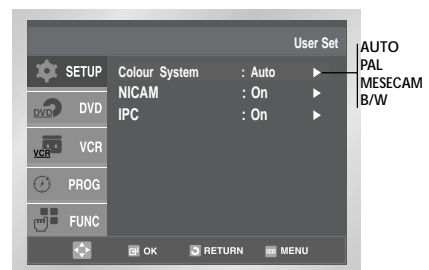 User Set
SETUP
Colour System : Auto ►
NICAM : On ►
IPC : On ►
AUTO
PAL
MESECAM
B/W
DVD DVD
VCR VCR
PROG
FUNC
OK RETURN MENU